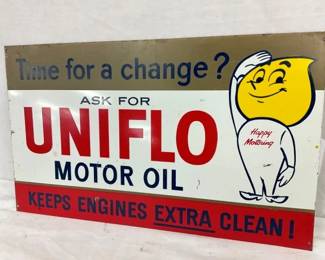 Time for a change?
ASK FOR
UNIFLO
MOTOR OIL
Happy
Motoring
KEEPS ENGINES EXTRA CLEAN!